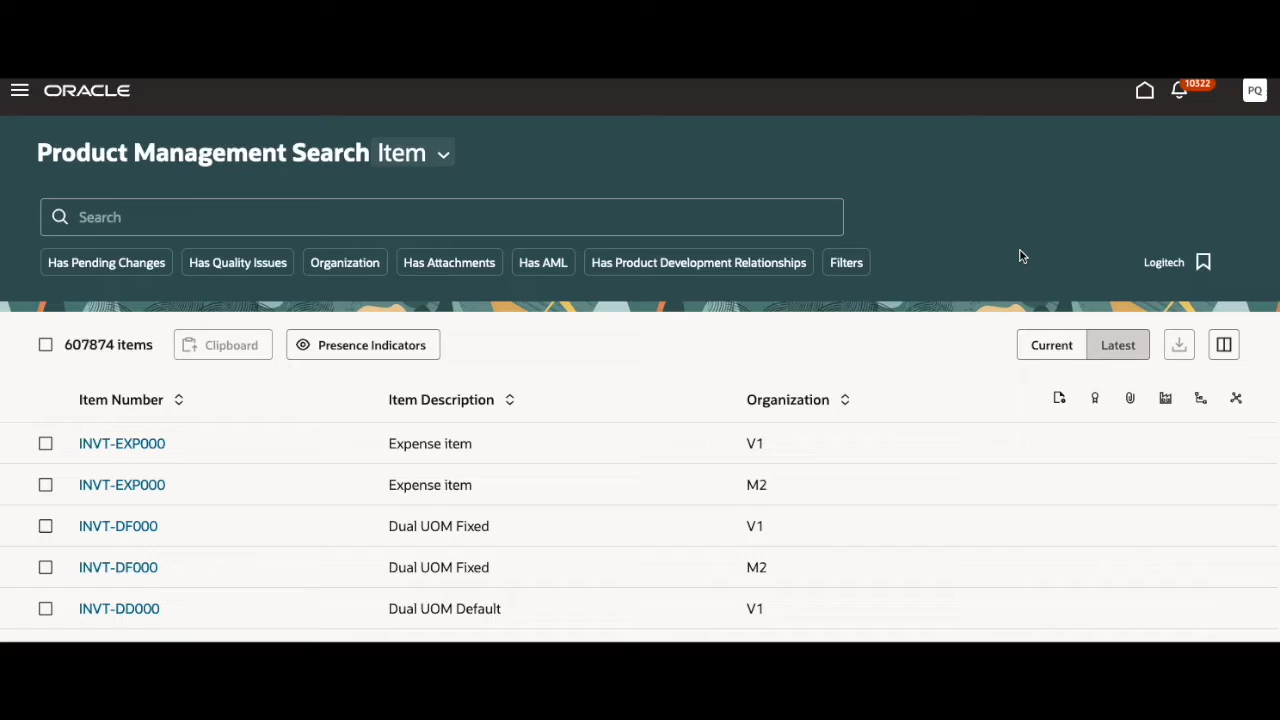 ORACLE
10322
PQ
Product Management Search Item
Search
Has Pending Changes
Has Quality Issues
Organization
Has Attachments
Has AML
Has Product Development Relationships
Filters
Logitech
607874 items
Clipboard
Presence Indicators
Current
Latest
Item Number
Item Description
Organization
INVT-EXP000
Expense item
V1
INVT-EXP000
Expense item
M2
INVT-DF000
Dual UOM Fixed
V1
INVT-DF000
Dual UOM Fixed
M2
INVT-DD000
Dual UOM Default
V1